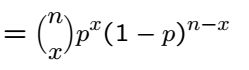 = \binom{n}{x} p^x (1 - p)^{n-x}